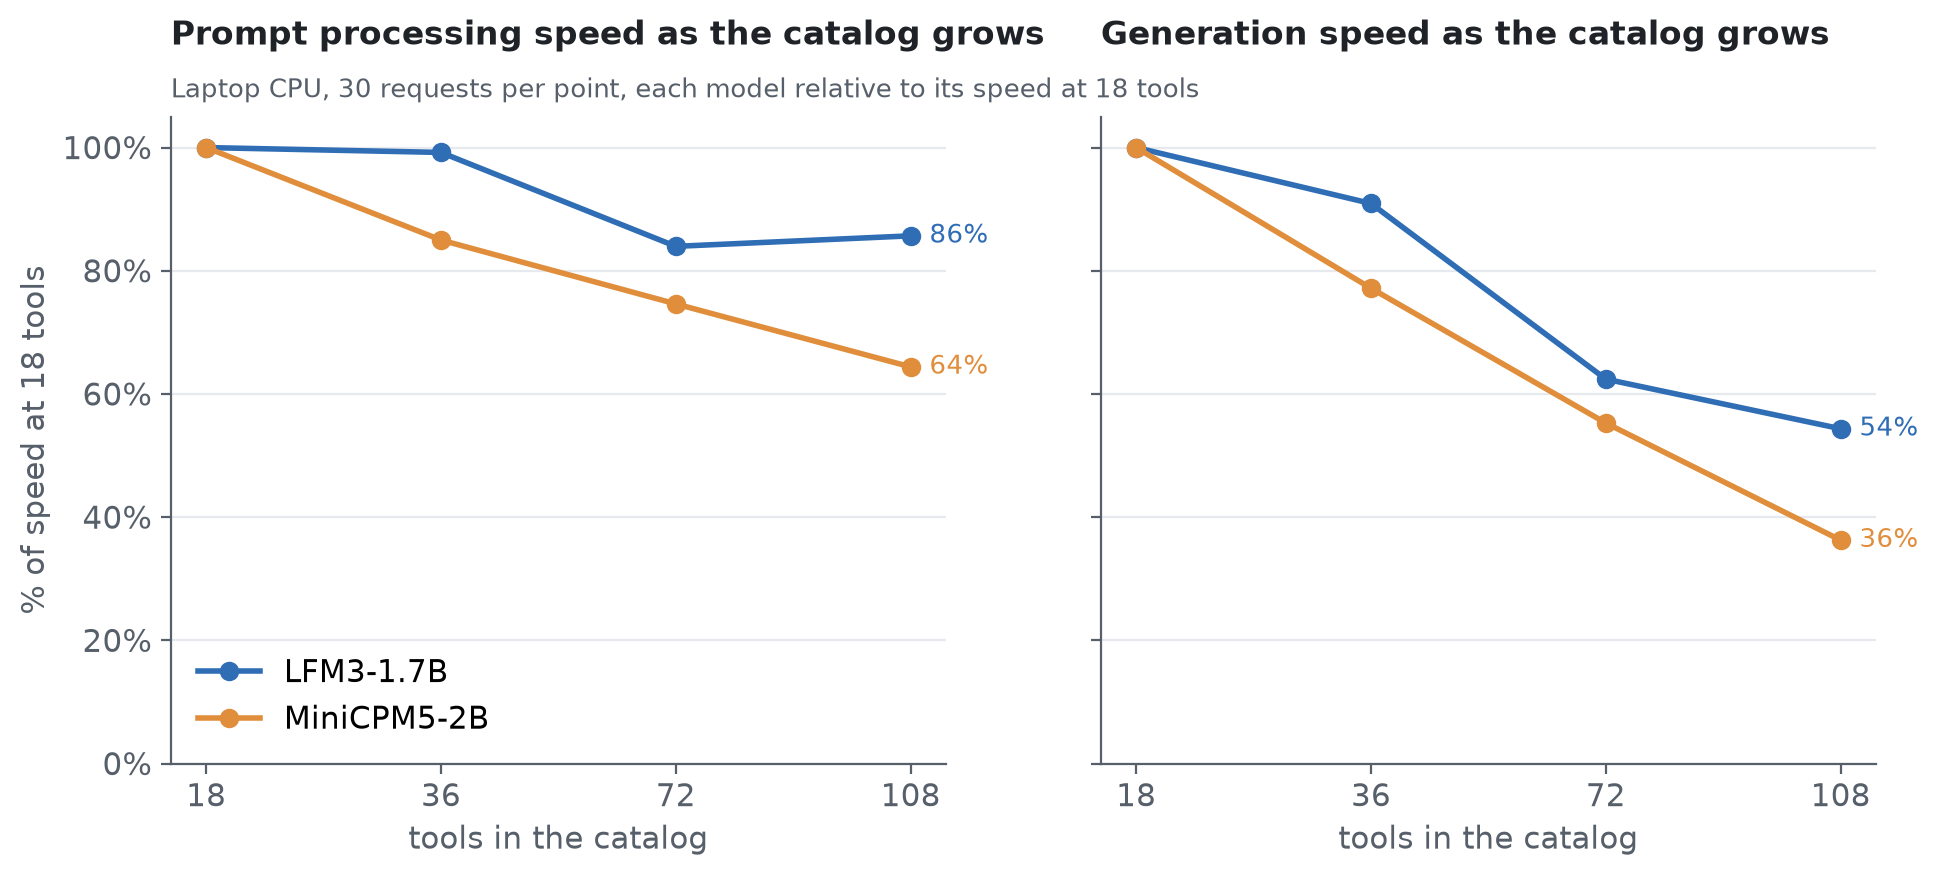 Prompt processing speed as the catalog grows
Laptop CPU, 30 requests per point, each model relative to its speed at 18 tools
% of speed at 18 tools
100%
80%
60%
40%
20%
0%
86%
64%
LFM3-1.7B
MiniCPM5-2B
18 36 72 108
tools in the catalog
Generation speed as the catalog grows
54%
36%
18 36 72 108
tools in the catalog